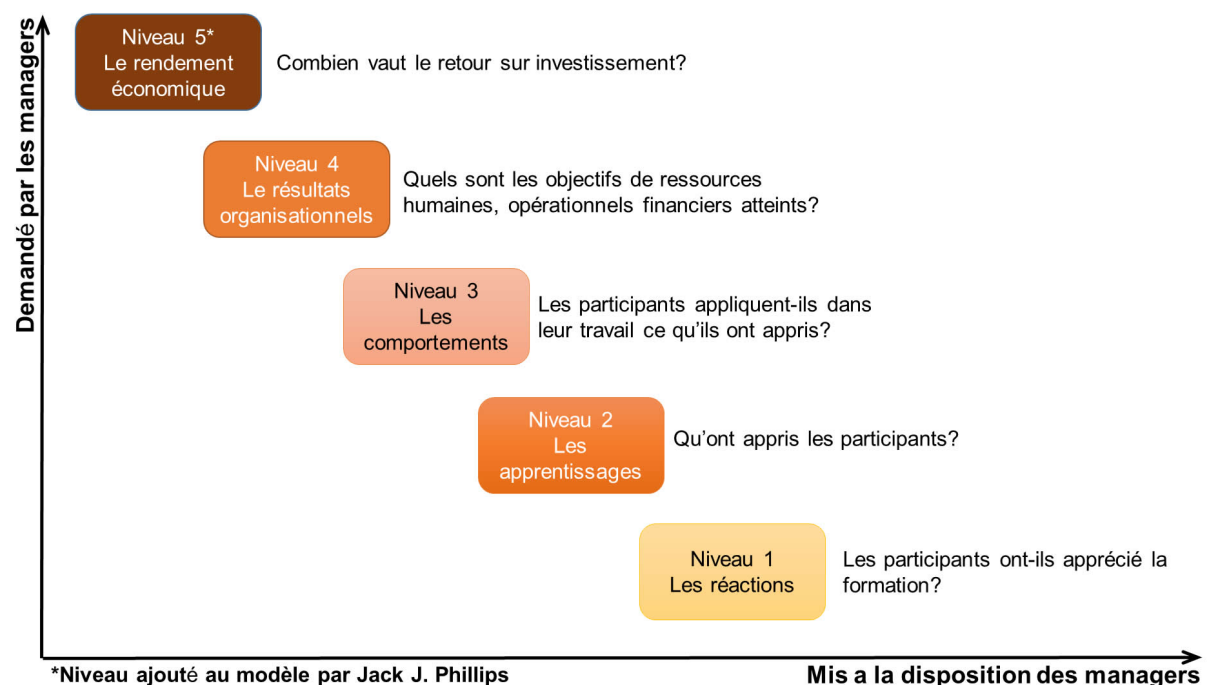 Demandé par les managers
Niveau 5*
Le rendement
économique
Combien vaut le retour sur investissement?
Niveau 4
Le résultats
organisationnels
Quels sont les objectifs de ressources
humaines, opérationnels financiers atteints?
Niveau 3
Les
comportements
Les participants appliquent-ils dans
leur travail ce qu'ils ont appris?
Niveau 2
Les
apprentissages
Qu'ont appris les participants?
Niveau 1
Les réactions
Les participants ont-ils apprécié la
formation?
*Niveau ajouté au modèle par Jack J. Phillips
Mis a la disposition des managers